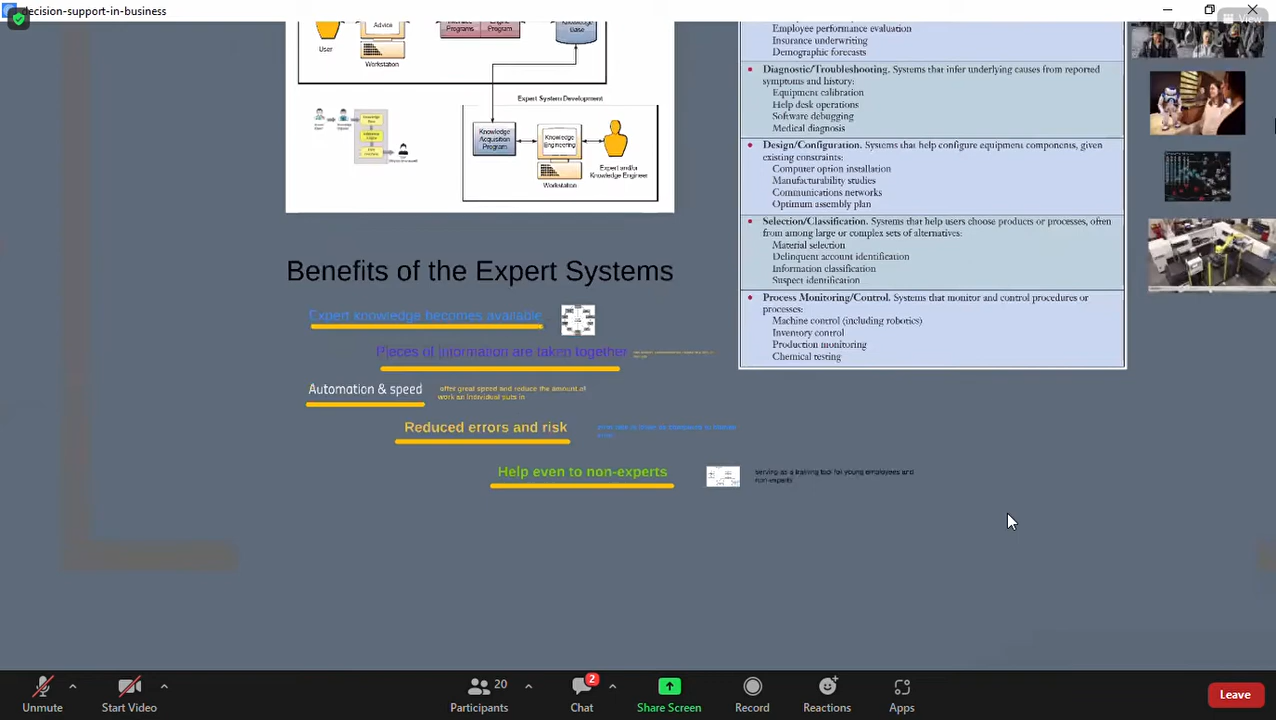 decision-support-in-business
View
Advice
User
Workstation
Programs
Program
Base
Expert System Development
Knowledge
Acquisition
Program
Knowledge
Engineering
Workstation
Expert and/or
Knowledge Engineer
Employee performance evaluation
Insurance underwriting
Demographic forecasts
Diagnostic/Troubleshooting. Systems that infer underlying causes from reported
symptoms and history:
Equipment calibration
Help desk operations
Software debugging
Medical diagnosis
Design/Configuration. Systems that help configure equipment components, given
existing constraints:
Computer option installation
Manufacturability studies
Communications networks
Optimum assembly plan
Selection/Classification. Systems that help users choose products or processes, often
from among large or complex sets of alternatives:
Material selection
Delinquent account identification
Information classification
Suspect identification
Process Monitoring/Control. Systems that monitor and control procedures or
processes:
Machine control (including robotics)
Inventory control
Production monitoring
Chemical testing
Benefits of the Expert Systems
Expert knowledge becomes available
Pieces of information are taken together
Automation & speed
offer great speed and reduce the amount of
work an individual puts in
Reduced errors and risk
Help even to non-experts
serving as a training tool for young employees and
non-experts
Unmute
Start Video
20
Participants
2
Chat
Share Screen
Record
Reactions
Apps
Leave